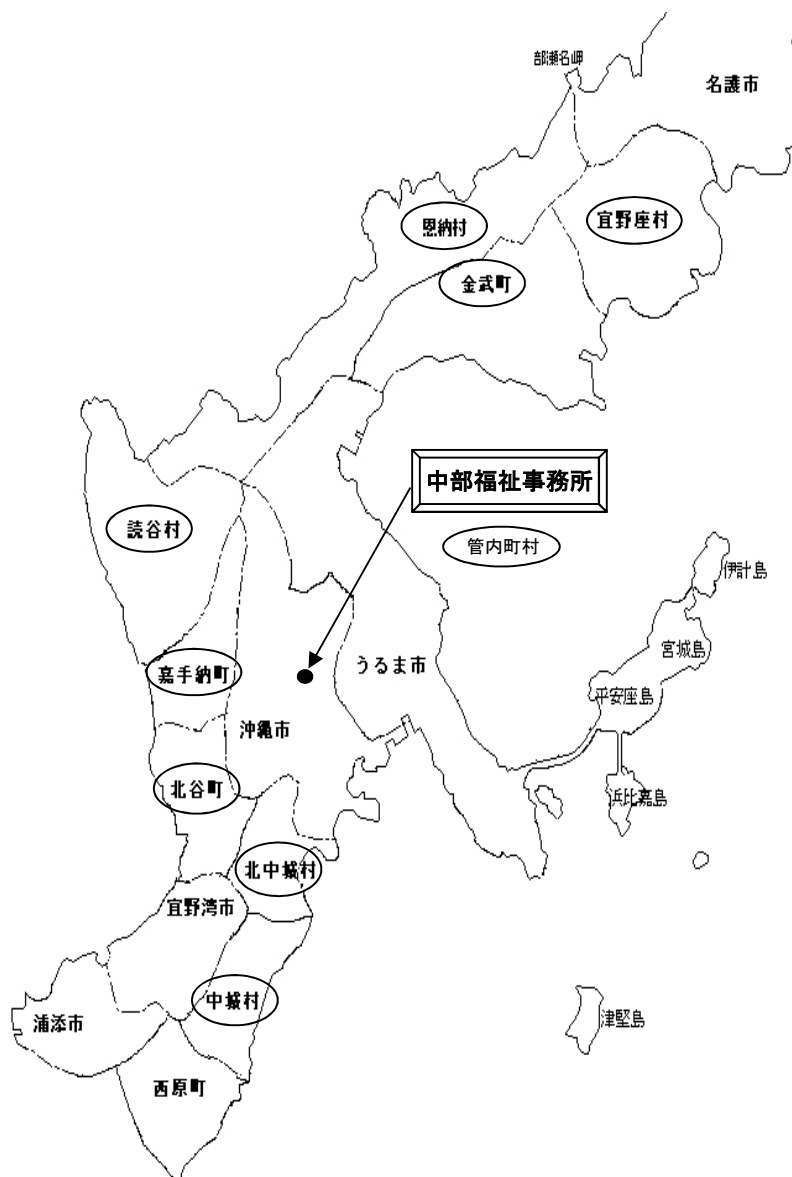 部瀬名岬
名護市
恩納村
宜野座村
金武町
中部福祉事務所
読谷村
管内町村
伊計島
宮城島
嘉手納町
うるま市
平安座島
沖縄市
北谷町
浜比嘉島
北中城村
宜野湾市
中城村
浦添市
津堅島
西原町